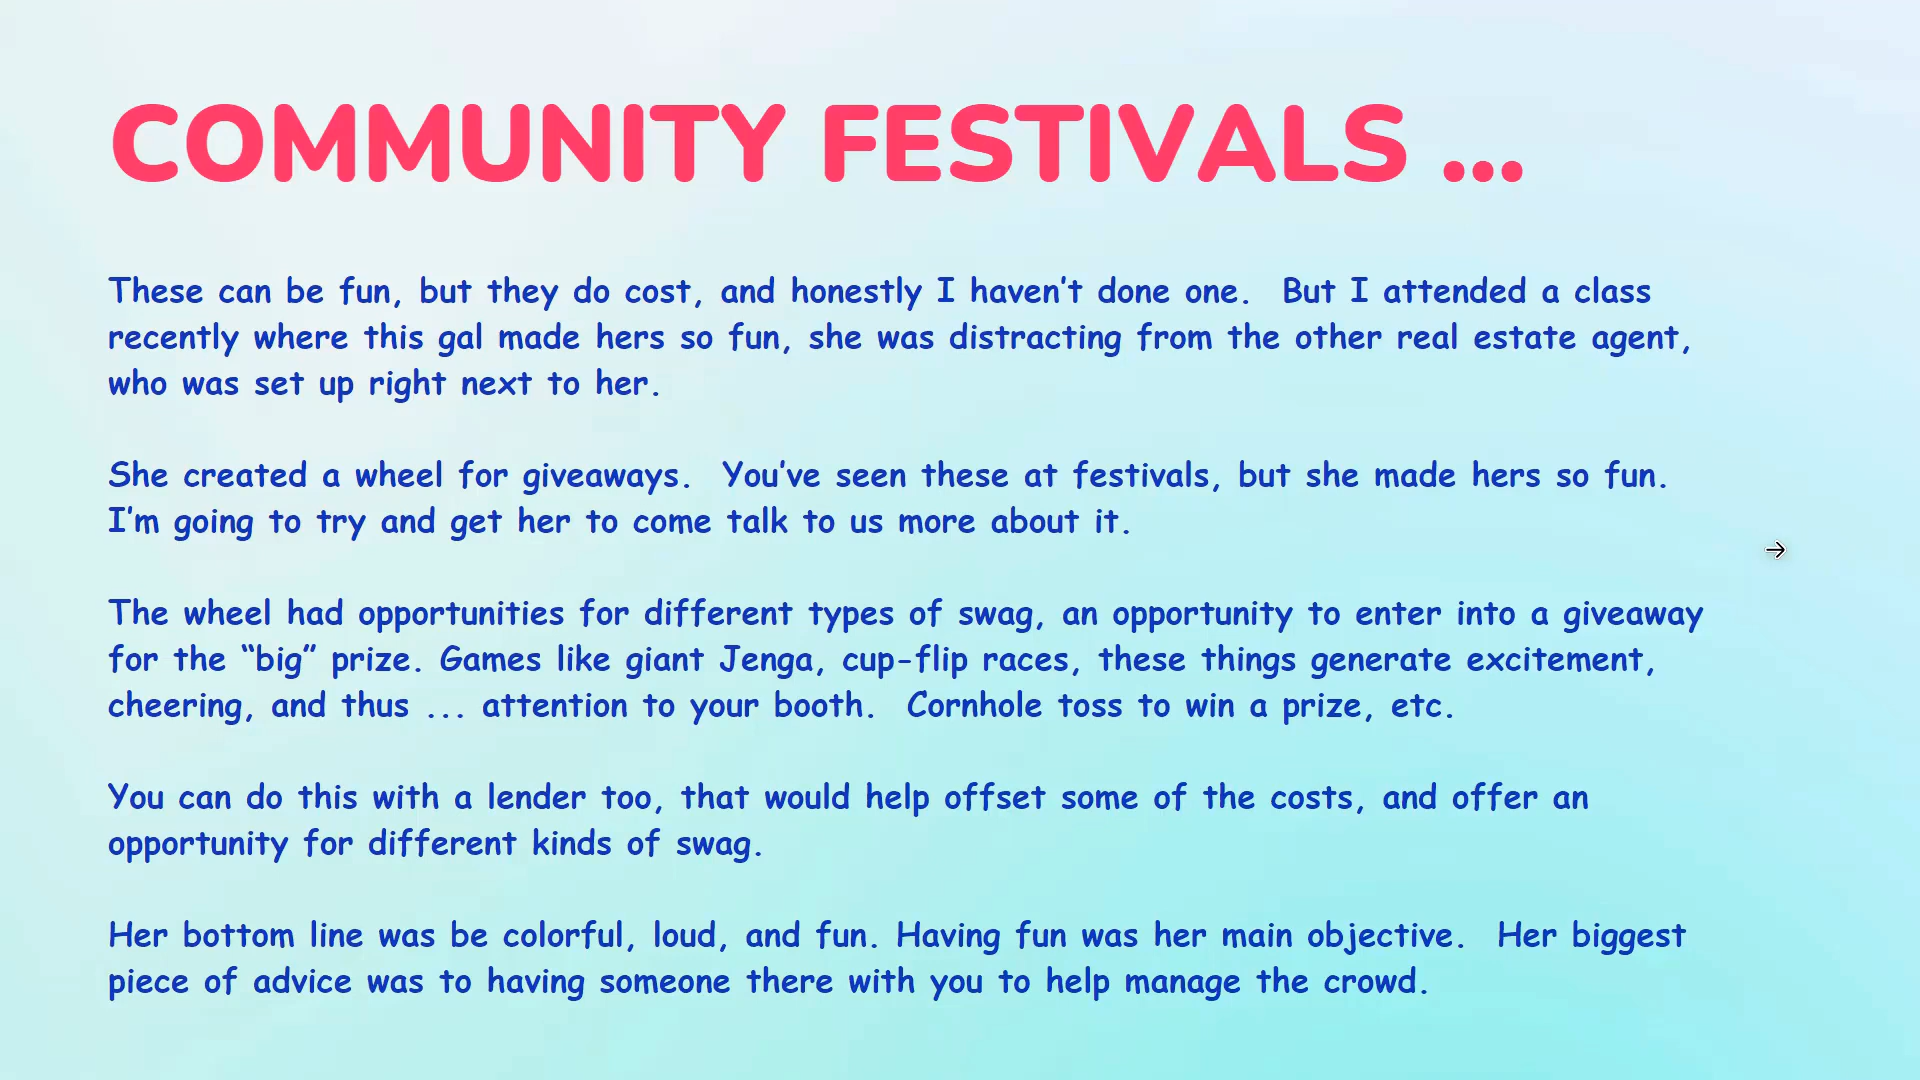 COMMUNITY FESTIVALS ...
These can be fun, but they do cost, and honestly I haven't done one.  But I attended a class
recently where this gal made hers so fun, she was distracting from the other real estate agent,
who was set up right next to her.
She created a wheel for giveaways.  You've seen these at festivals, but she made hers so fun.
I'm going to try and get her to come talk to us more about it.
The wheel had opportunities for different types of swag, an opportunity to enter into a giveaway
for the “big” prize. Games like giant Jenga, cup-flip races, these things generate excitement,
cheering, and thus ... attention to your booth.  Cornhole toss to win a prize, etc.
You can do this with a lender too, that would help offset some of the costs, and offer an
opportunity for different kinds of swag.
Her bottom line was be colorful, loud, and fun. Having fun was her main objective.  Her biggest
piece of advice was to having someone there with you to help manage the crowd.